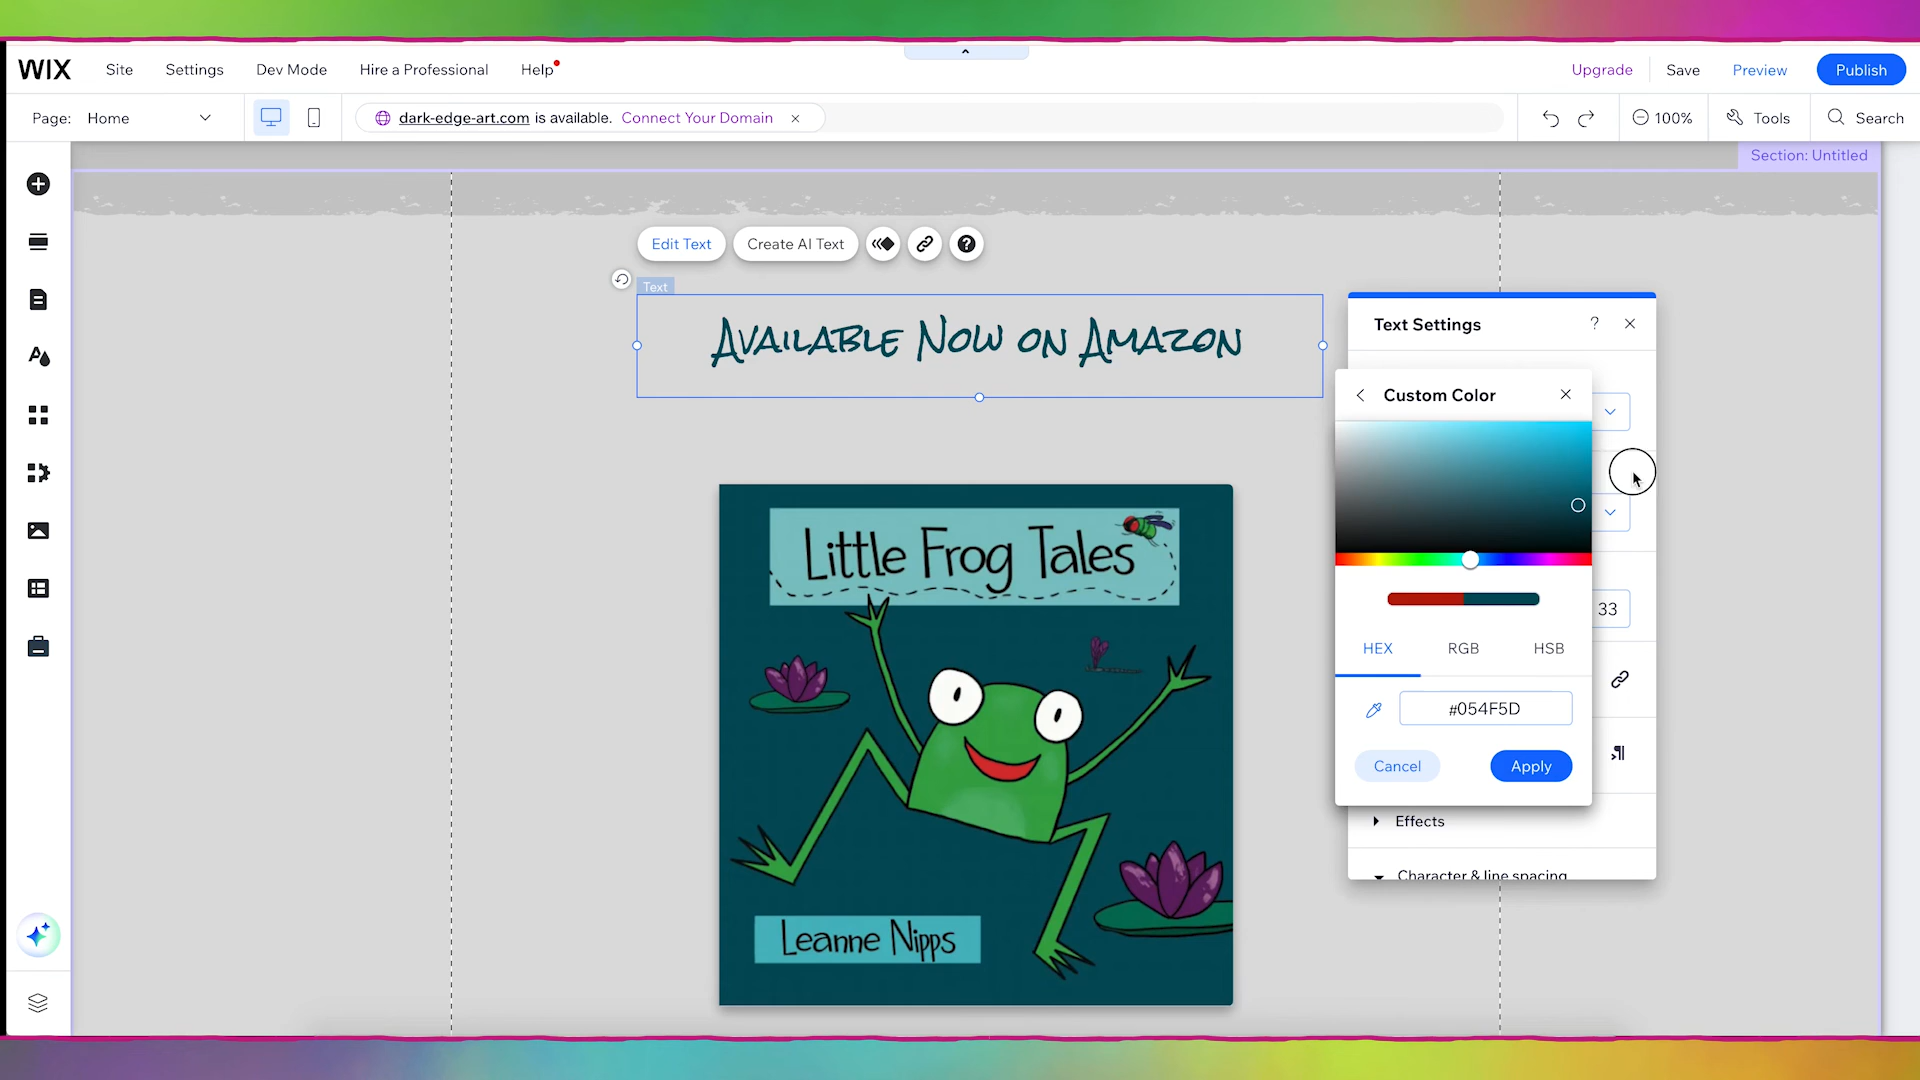 WIX
Site
Settings
Dev Mode
Hire a Professional
Help
Upgrade
Save
Preview
Publish
Page: Home
dark-edge-art.com is available. Connect Your Domain
100%
Tools
Search
Section: Untitled
Edit Text
Create AI Text
Text
Available Now on Amazon
Text Settings
?
Custom Color
33
HEX
RGB
HSB
#054F5D
Cancel
Apply
Effects
Character & line spacing
Little Frog Tales
Leanne Nipps